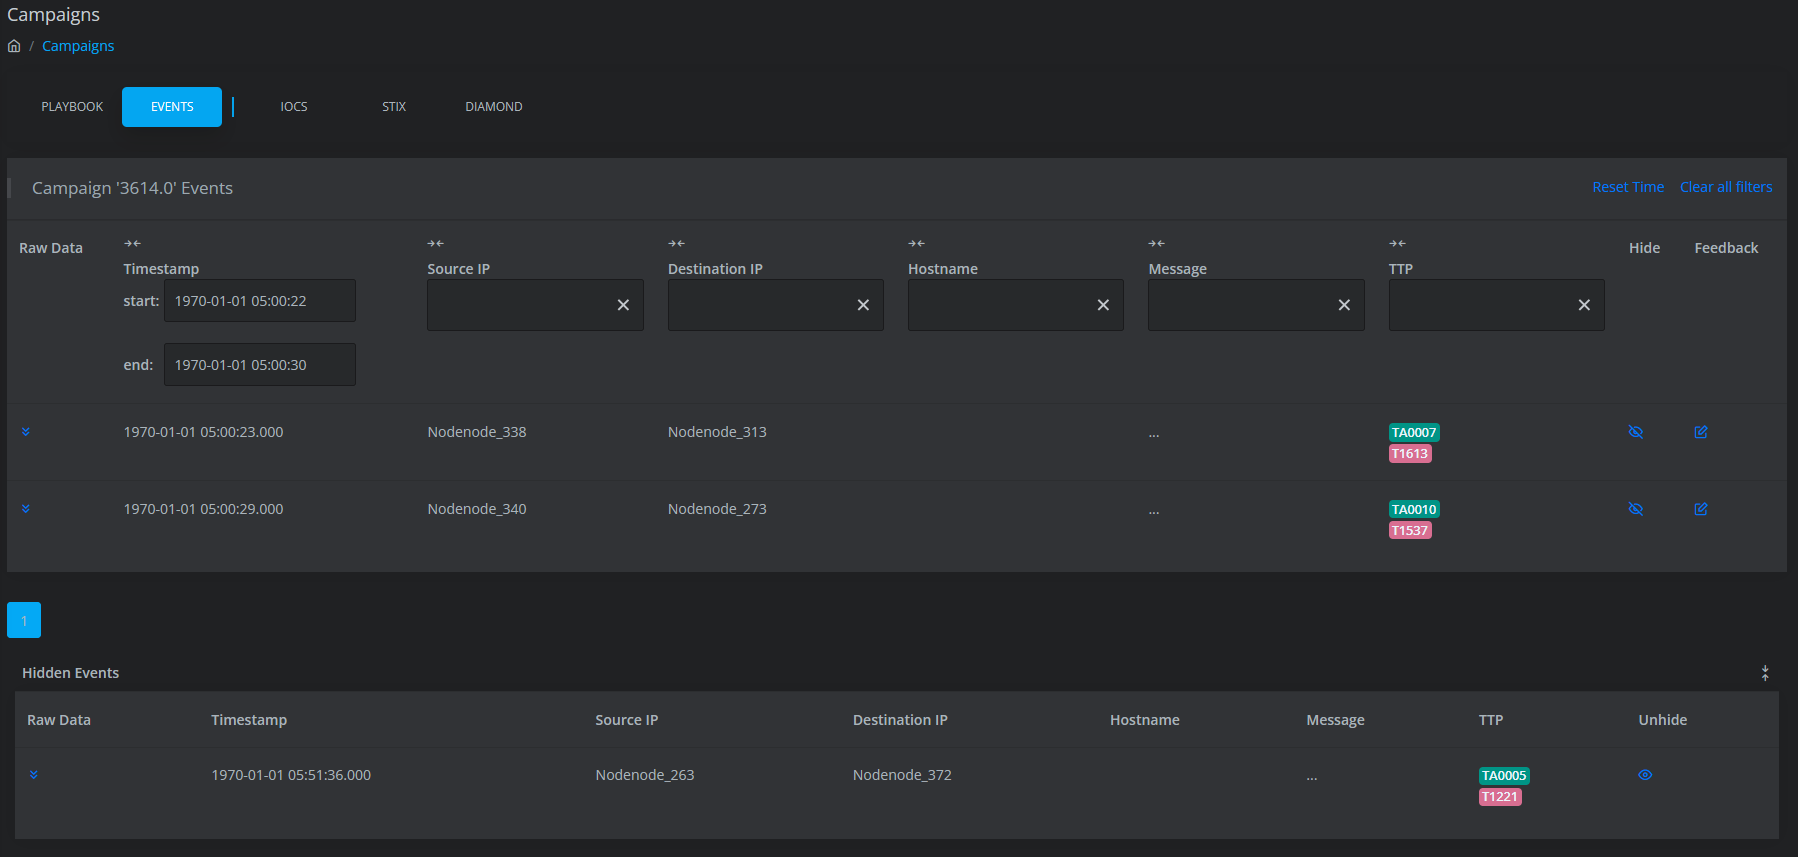 Campaigns
/ Campaigns
PLAYBOOK EVENTS IOCS STIX DIAMOND
Campaign '3614.0' Events Reset Time Clear all filters
Raw Data Timestamp Source IP Destination IP Hostname Message TTP Hide Feedback
start: 1970-01-01 05:00:22
end: 1970-01-01 05:00:30
1970-01-01 05:00:23.000 Nodenode_338 Nodenode_313 ... TA0007
T1613
1970-01-01 05:00:29.000 Nodenode_340 Nodenode_273 ... TA0010
T1537
1
Hidden Events
Raw Data Timestamp Source IP Destination IP Hostname Message TTP Unhide
1970-01-01 05:51:36.000 Nodenode_263 Nodenode_372 ... TA0005
T1221